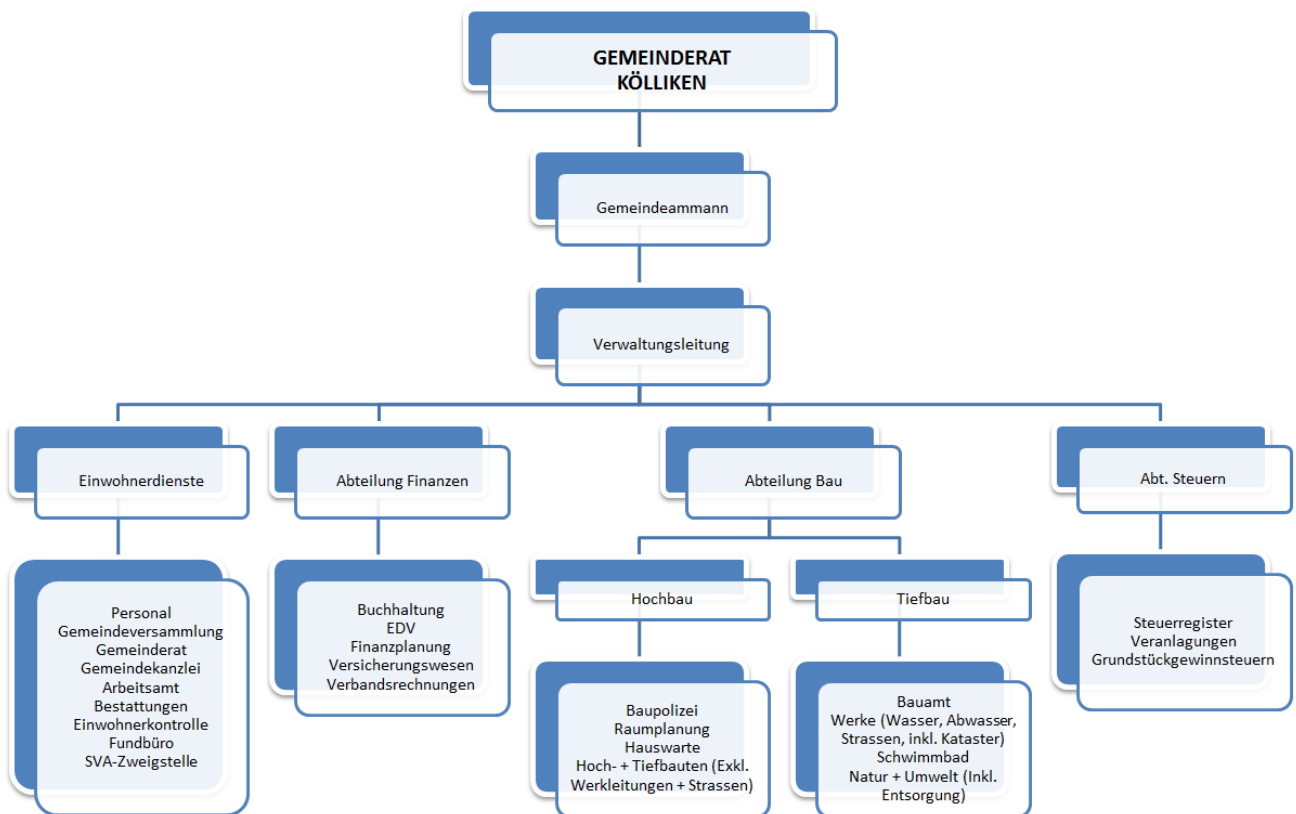 GEMEINDERAT
KÖLLIKEN
Gemeindeammann
Verwaltungsleitung
Einwohnerdienste
Abteilung Finanzen
Abteilung Bau
Abt. Steuern
Personal
Gemeindeversammlung
Gemeinderat
Gemeindekanzlei
Arbeitsamt
Bestattungen
Einwohnerkontrolle
Fundbüro
SVA-Zweigstelle
Buchhaltung
EDV
Finanzplanung
Versicherungswesen
Verbandsrechnungen
Hochbau
Tiefbau
Baupolizei
Raumplanung
Hauswarte
Hoch- + Tiefbauten (Exkl.
Werkleitungen + Strassen)
Bauamt
Werke (Wasser, Abwasser,
Strassen, inkl. Kataster)
Schwimmbad
Natur + Umwelt (Inkl.
Entsorgung)
Steuerregister
Veranlagungen
Grundstückgewinnsteuern